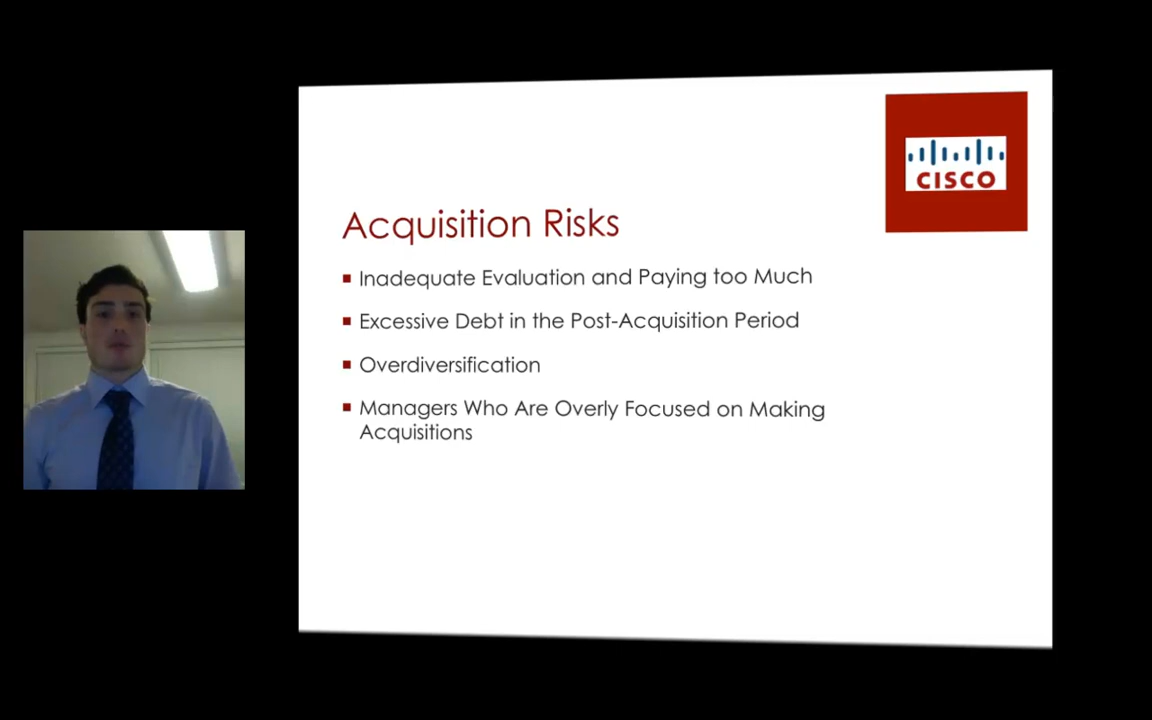 CISCO
Acquisition Risks
Inadequate Evaluation and Paying too Much
Excessive Debt in the Post-Acquisition Period
Overdiversification
Managers Who Are Overly Focused on Making
Acquisitions